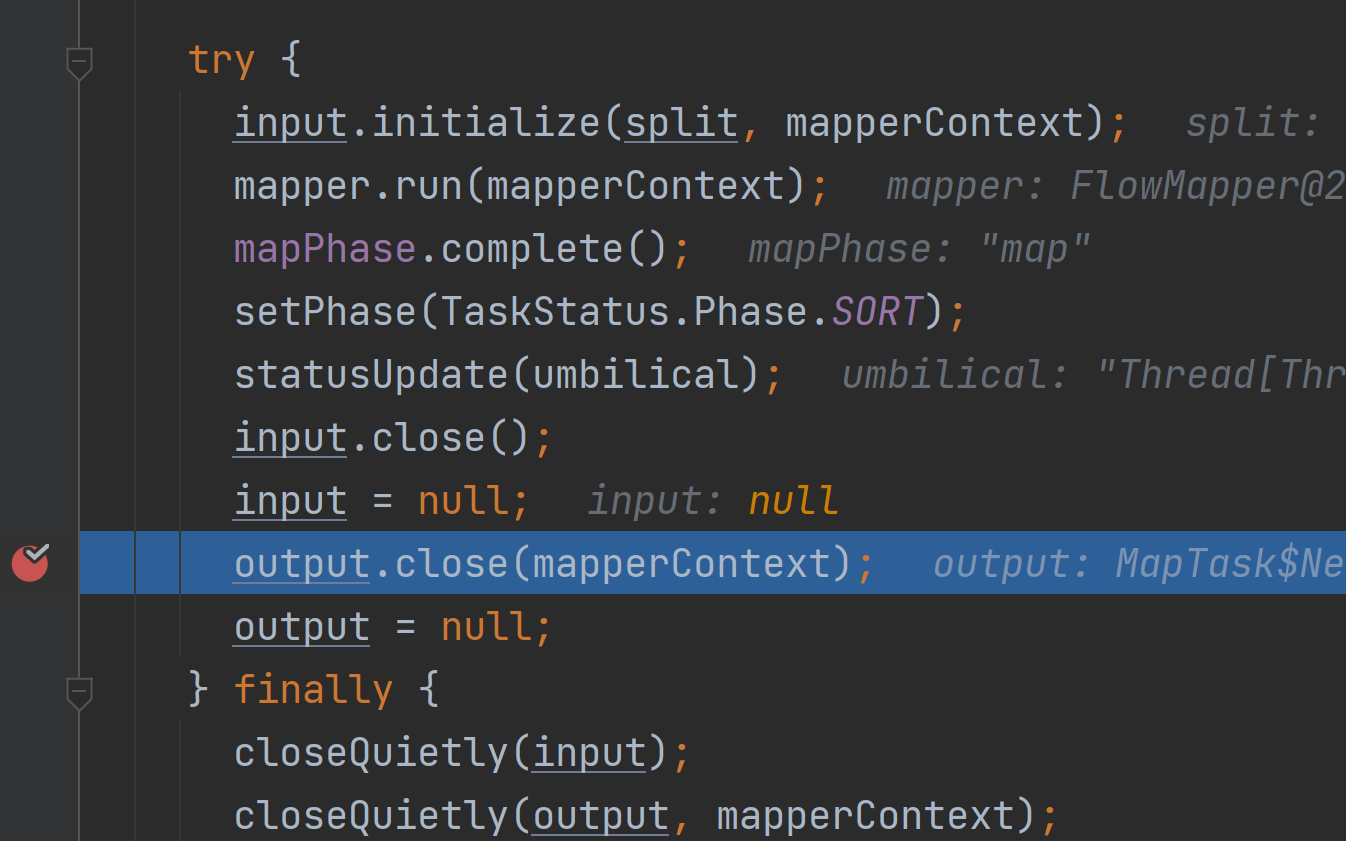 try {
input.initialize(split, mapperContext); split:
mapper.run(mapperContext); mapper: FlowMapper@2
mapPhase.complete(); mapPhase: "map"
setPhase(TaskStatus.Phase.SORT);
statusUpdate(umbilical); umbilical: "Thread[Thr
input.close();
input = null; input: null
output.close(mapperContext); output: MapTask$Ne
output = null;
} finally {
closeQuietly(input);
closeQuietly(output, mapperContext);